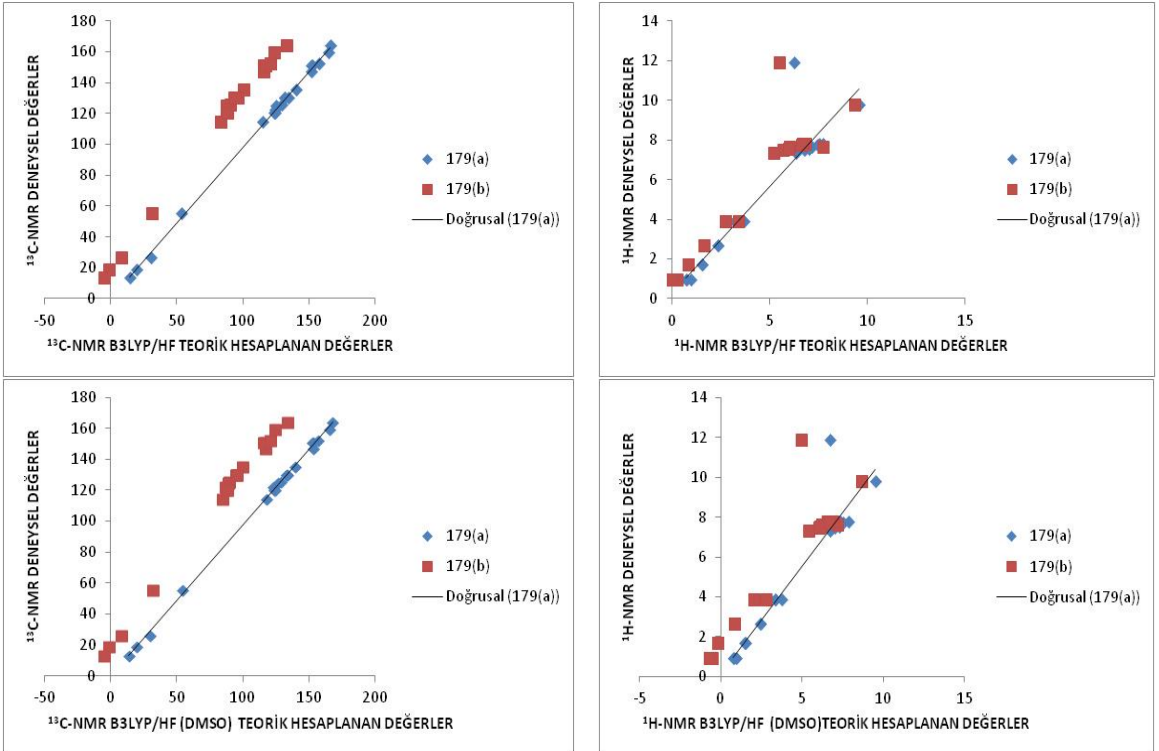 180
160
140
120
100
80
60
40
20
0
-50 0 50 100 150 200
¹³C-NMR DENEYSEL DEĞERLER
¹³C-NMR B3LYP/HF TEORİK HESAPLANAN DEĞERLER
179(a)
179(b)
Doğrusal (179(a))
14
12
10
8
6
4
2
0
0 5 10 15
¹H-NMR DENEYSEL DEĞERLER
¹H-NMR B3LYP/HF TEORİK HESAPLANAN DEĞERLER
179(a)
179(b)
Doğrusal (179(a))
180
160
140
120
100
80
60
40
20
0
-50 0 50 100 150 200
¹³C-NMR DENEYSEL DEĞERLER
¹³C-NMR B3LYP/HF (DMSO) TEORİK HESAPLANAN DEĞERLER
179(a)
179(b)
Doğrusal (179(a))
14
12
10
8
6
4
2
0
-5 0 5 10 15
¹H-NMR DENEYSEL DEĞERLER
¹H-NMR B3LYP/HF (DMSO)TEORİK HESAPLANAN DEĞERLER
179(a)
179(b)
Doğrusal (179(a))